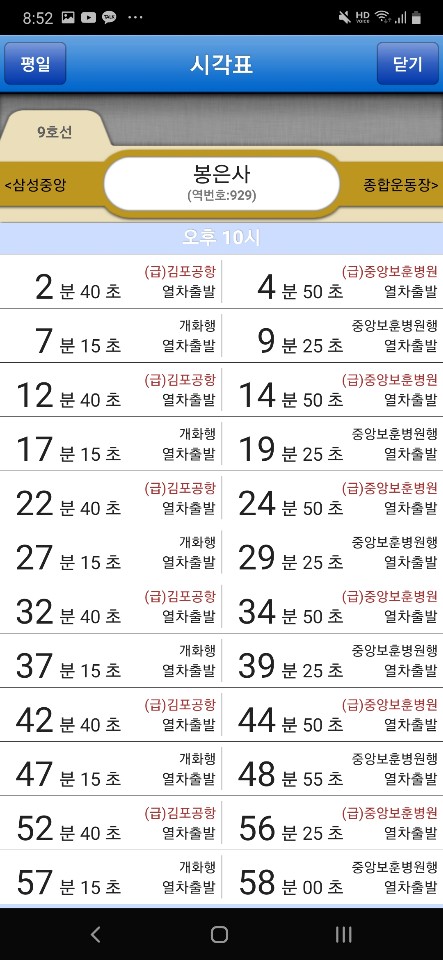 8:52 TALK ... HD VOICE
평일 시각표 닫기
9호선
<삼성중앙 봉은사 종합운동장>
(역번호:929)
오후 10시
2 분 40 초 (급)김포공항 열차출발 4 분 50 초 (급)중앙보훈병원 열차출발
7 분 15 초 개화행 열차출발 9 분 25 초 중앙보훈병원행 열차출발
12 분 40 초 (급)김포공항 열차출발 14 분 50 초 (급)중앙보훈병원 열차출발
17 분 15 초 개화행 열차출발 19 분 25 초 중앙보훈병원행 열차출발
22 분 40 초 (급)김포공항 열차출발 24 분 50 초 (급)중앙보훈병원 열차출발
27 분 15 초 개화행 열차출발 29 분 25 초 중앙보훈병원행 열차출발
32 분 40 초 (급)김포공항 열차출발 34 분 50 초 (급)중앙보훈병원 열차출발
37 분 15 초 개화행 열차출발 39 분 25 초 중앙보훈병원행 열차출발
42 분 40 초 (급)김포공항 열차출발 44 분 50 초 (급)중앙보훈병원 열차출발
47 분 15 초 개화행 열차출발 48 분 55 초 중앙보훈병원행 열차출발
52 분 40 초 (급)김포공항 열차출발 56 분 25 초 (급)중앙보훈병원 열차출발
57 분 15 초 개화행 열차출발 58 분 00 초 중앙보훈병원행 열차출발